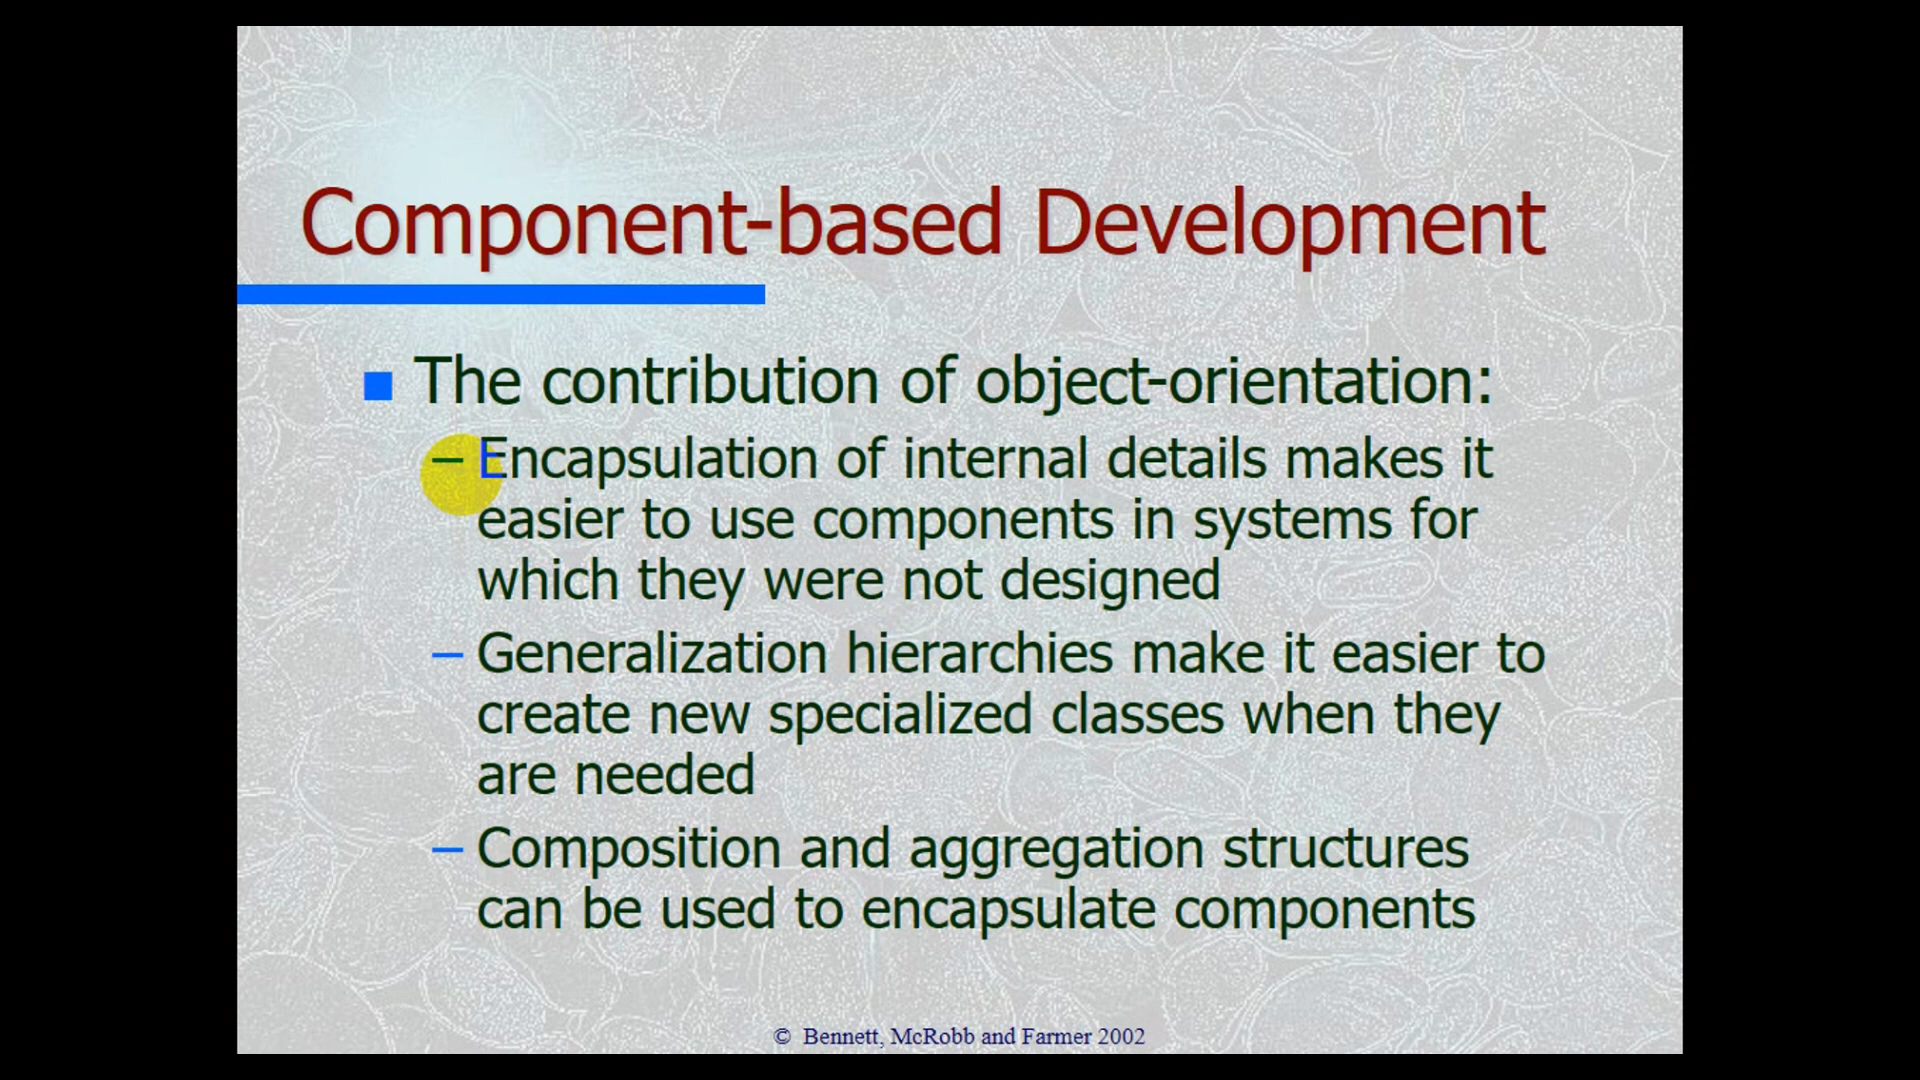 Component-based Development
■ The contribution of object-orientation:
– Encapsulation of internal details makes it
easier to use components in systems for
which they were not designed
– Generalization hierarchies make it easier to
create new specialized classes when they
are needed
– Composition and aggregation structures
can be used to encapsulate components
© Bennett, McRobb and Farmer 2002